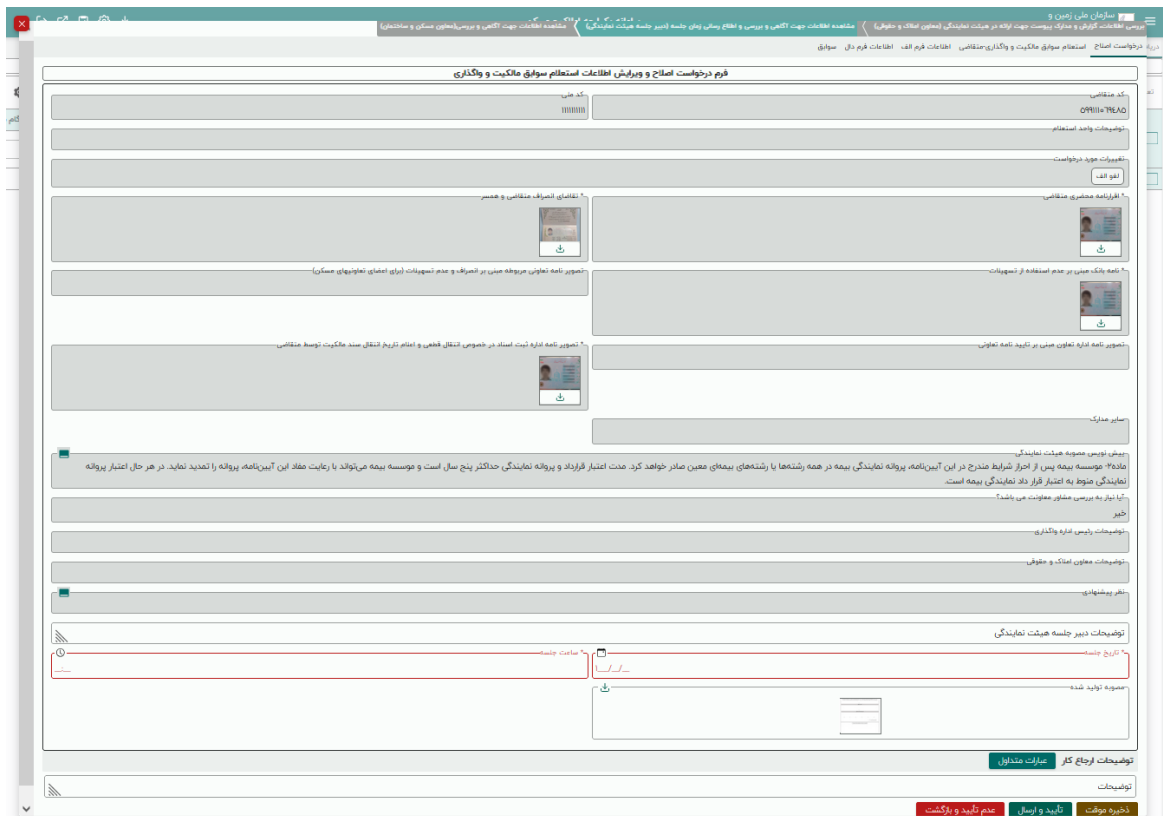 سازمان ملی زمین و
بررسی اطلاعات، گزارش و مدارک پیوست جهت ارائه در هیئت نمایندگی (معاون املاک و حقوقی)
مشاهده اطلاعات جهت آگاهی و بررسی و اطلاع رسانی زمان جلسه (دبیر جلسه هیئت نمایندگی)
مشاهده اطلاعات جهت آگاهی و بررسی(معاون مسکن و ساختمان)
درخواست اصلاح استعلام سوابق مالکیت و واگذاری-متقاضی اطلاعات فرم الف اطلاعات فرم دال سوابق
فرم درخواست اصلاح و ویرایش اطلاعات استعلام سوابق مالکیت و واگذاری
کد متقاضی
۵۹۹۱۱۱۰۶۹۴۸۵
کد ملی
۱۱۱۱۱۱۱۱۱۱
توضیحات واحد استعلام
تغییرات مورد درخواست
لغو الف
* اقرارنامه محضری متقاضی
* تقاضای انصراف متقاضی و همسر
* نامه بانک مبنی بر عدم استفاده از تسهیلات
تصویر نامه تعاونی مربوطه مبنی بر انصراف و عدم تسهیلات (برای اعضای تعاونیهای مسکن)
تصویر نامه اداره تعاون مبنی بر تایید نامه تعاونی
* تصویر نامه اداره ثبت اسناد در خصوص انتقال قطعی و اعلام تاریخ انتقال سند مالکیت توسط متقاضی
سایر مدارک
پیش نویس مصوبه هیئت نمایندگی
ماده۲- موسسه بیمه پس از احراز شرایط مندرج در این آیین‌نامه، پروانه نمایندگی بیمه در همه رشته‌ها یا رشته‌های بیمه‌ای معین صادر خواهد کرد. مدت اعتبار قرارداد و پروانه نمایندگی حداکثر پنج سال است و موسسه بیمه می‌تواند با رعایت مفاد این آیین‌نامه، پروانه را تمدید نماید. در هر حال اعتبار پروانه
نمایندگی منوط به اعتبار قرار داد نمایندگی بیمه است.
آیا نیاز به بررسی مشاور معاونت می باشد؟
خیر
توضیحات رئیس اداره واگذاری
توضیحات معاون املاک و حقوقی
نظر پیشنهادی
توضیحات دبیر جلسه هیئت نمایندگی
* تاریخ جلسه
۱__/__/__
* ساعت جلسه
__:__
مصوبه تولید شده
توضیحات ارجاع کار عبارات متداول
توضیحات
ذخیره موقت تأیید و ارسال عدم تأیید و بازگشت